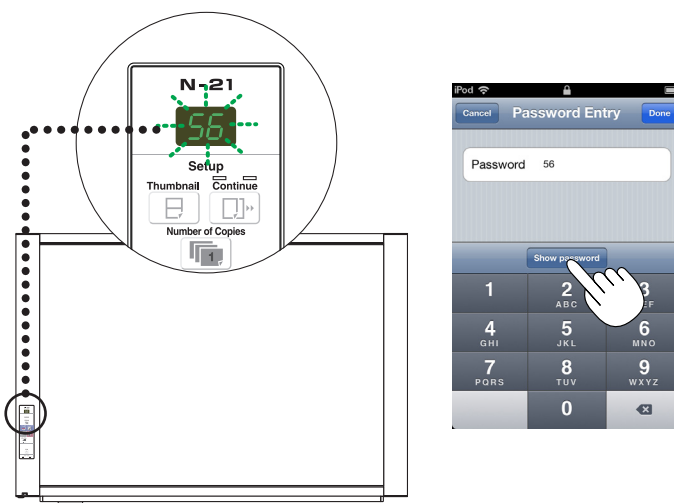 N-21
56
Setup
Thumbnail Continue
Number of Copies
1
iPod
Cancel Password Entry Done
Password 56
Show password
1 2 3
ABC EF
4 5 6
GHI JKL MNO
7 8 9
PQRS TUV WXYZ
0